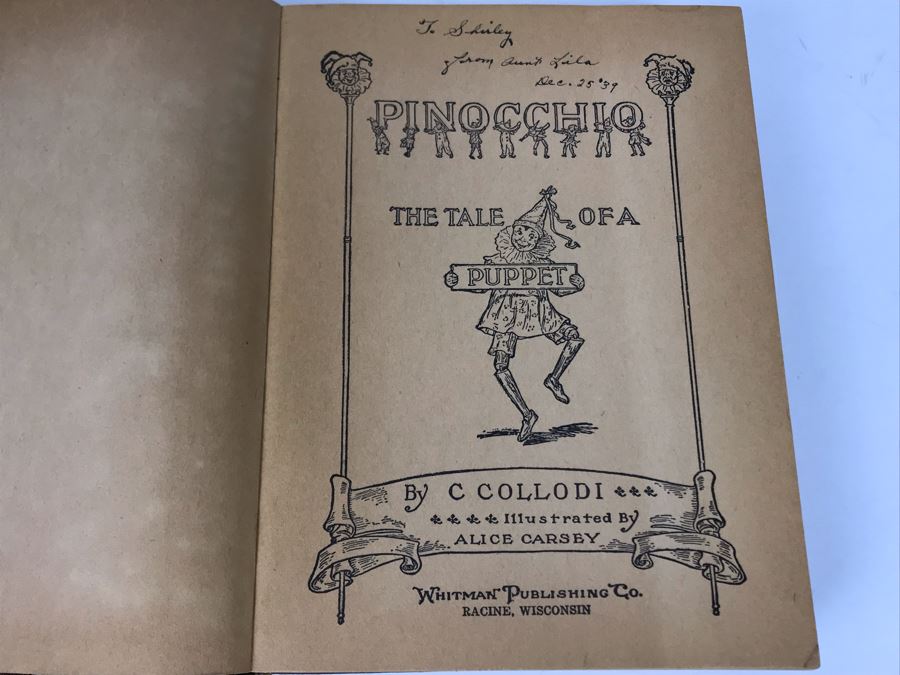 To Shirley
from Aunt Lila
Dec. 25 '39
PINOCCHIO
THE TALE OF A
PUPPET
By C COLLODI
Illustrated By
ALICE CARSEY
WHITMAN PUBLISHING CO.
RACINE, WISCONSIN